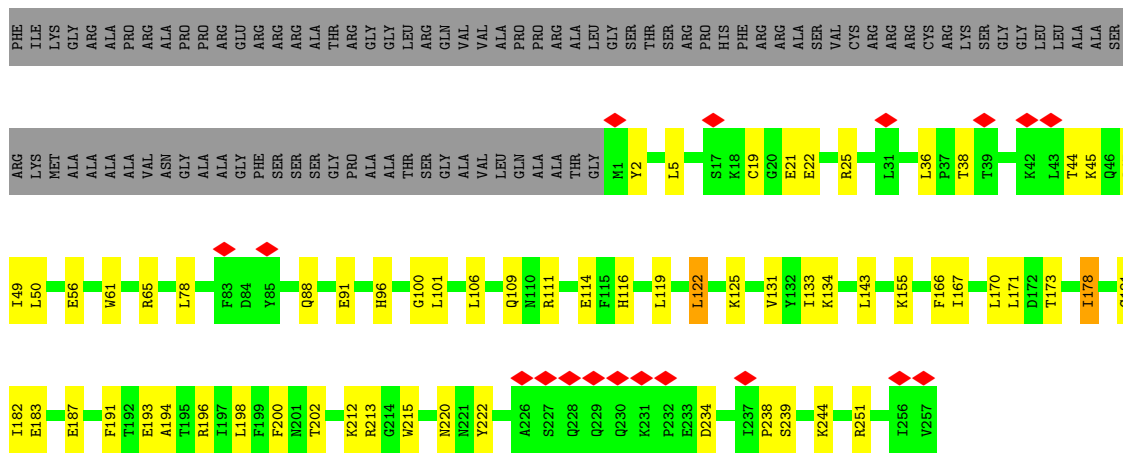 PHE ILE LYS GLY ARG ALA PRO ARG ALA PRO PRO ARG GLU ARG ARG ARG ALA THR ARG GLY GLY LEU ARG GLN VAL VAL ALA PRO PRO ARG ALA LEU GLY SER THR SER ARG PRO HIS PHE ARG ARG ALA SER VAL CYS ARG ARG ARG CYS ARG LYS SER GLY GLY LEU LEU ALA ALA SER
ARG LYS MET ALA ALA ALA ALA VAL ASN GLY ALA ALA GLY PHE SER SER SER GLY PRO ALA ALA THR SER GLY ALA VAL LEU GLN ALA ALA THR GLY M1 Y2 L5 S17 K18 C19 G20 E21 E22 R25 L31 L36 P37 T38 T39 K42 L43 T44 K45 Q46
I49 L50 E56 W61 R65 L78 F83 D84 Y85 Q88 E91 H96 G100 L101 L106 Q109 N110 R111 E114 F115 H116 L119 L122 K125 V131 Y132 I133 K134 L143 K155 F166 I167 L170 L171 D172 T173 I178
I182 E183 E187 F191 T192 E193 A194 T195 R196 I197 L198 F199 F200 N201 T202 K212 R213 G214 W215 N220 N221 Y222 A226 S227 Q228 Q229 Q230 K231 P232 E233 D234 I237 P238 S239 K244 R251 I256 V257